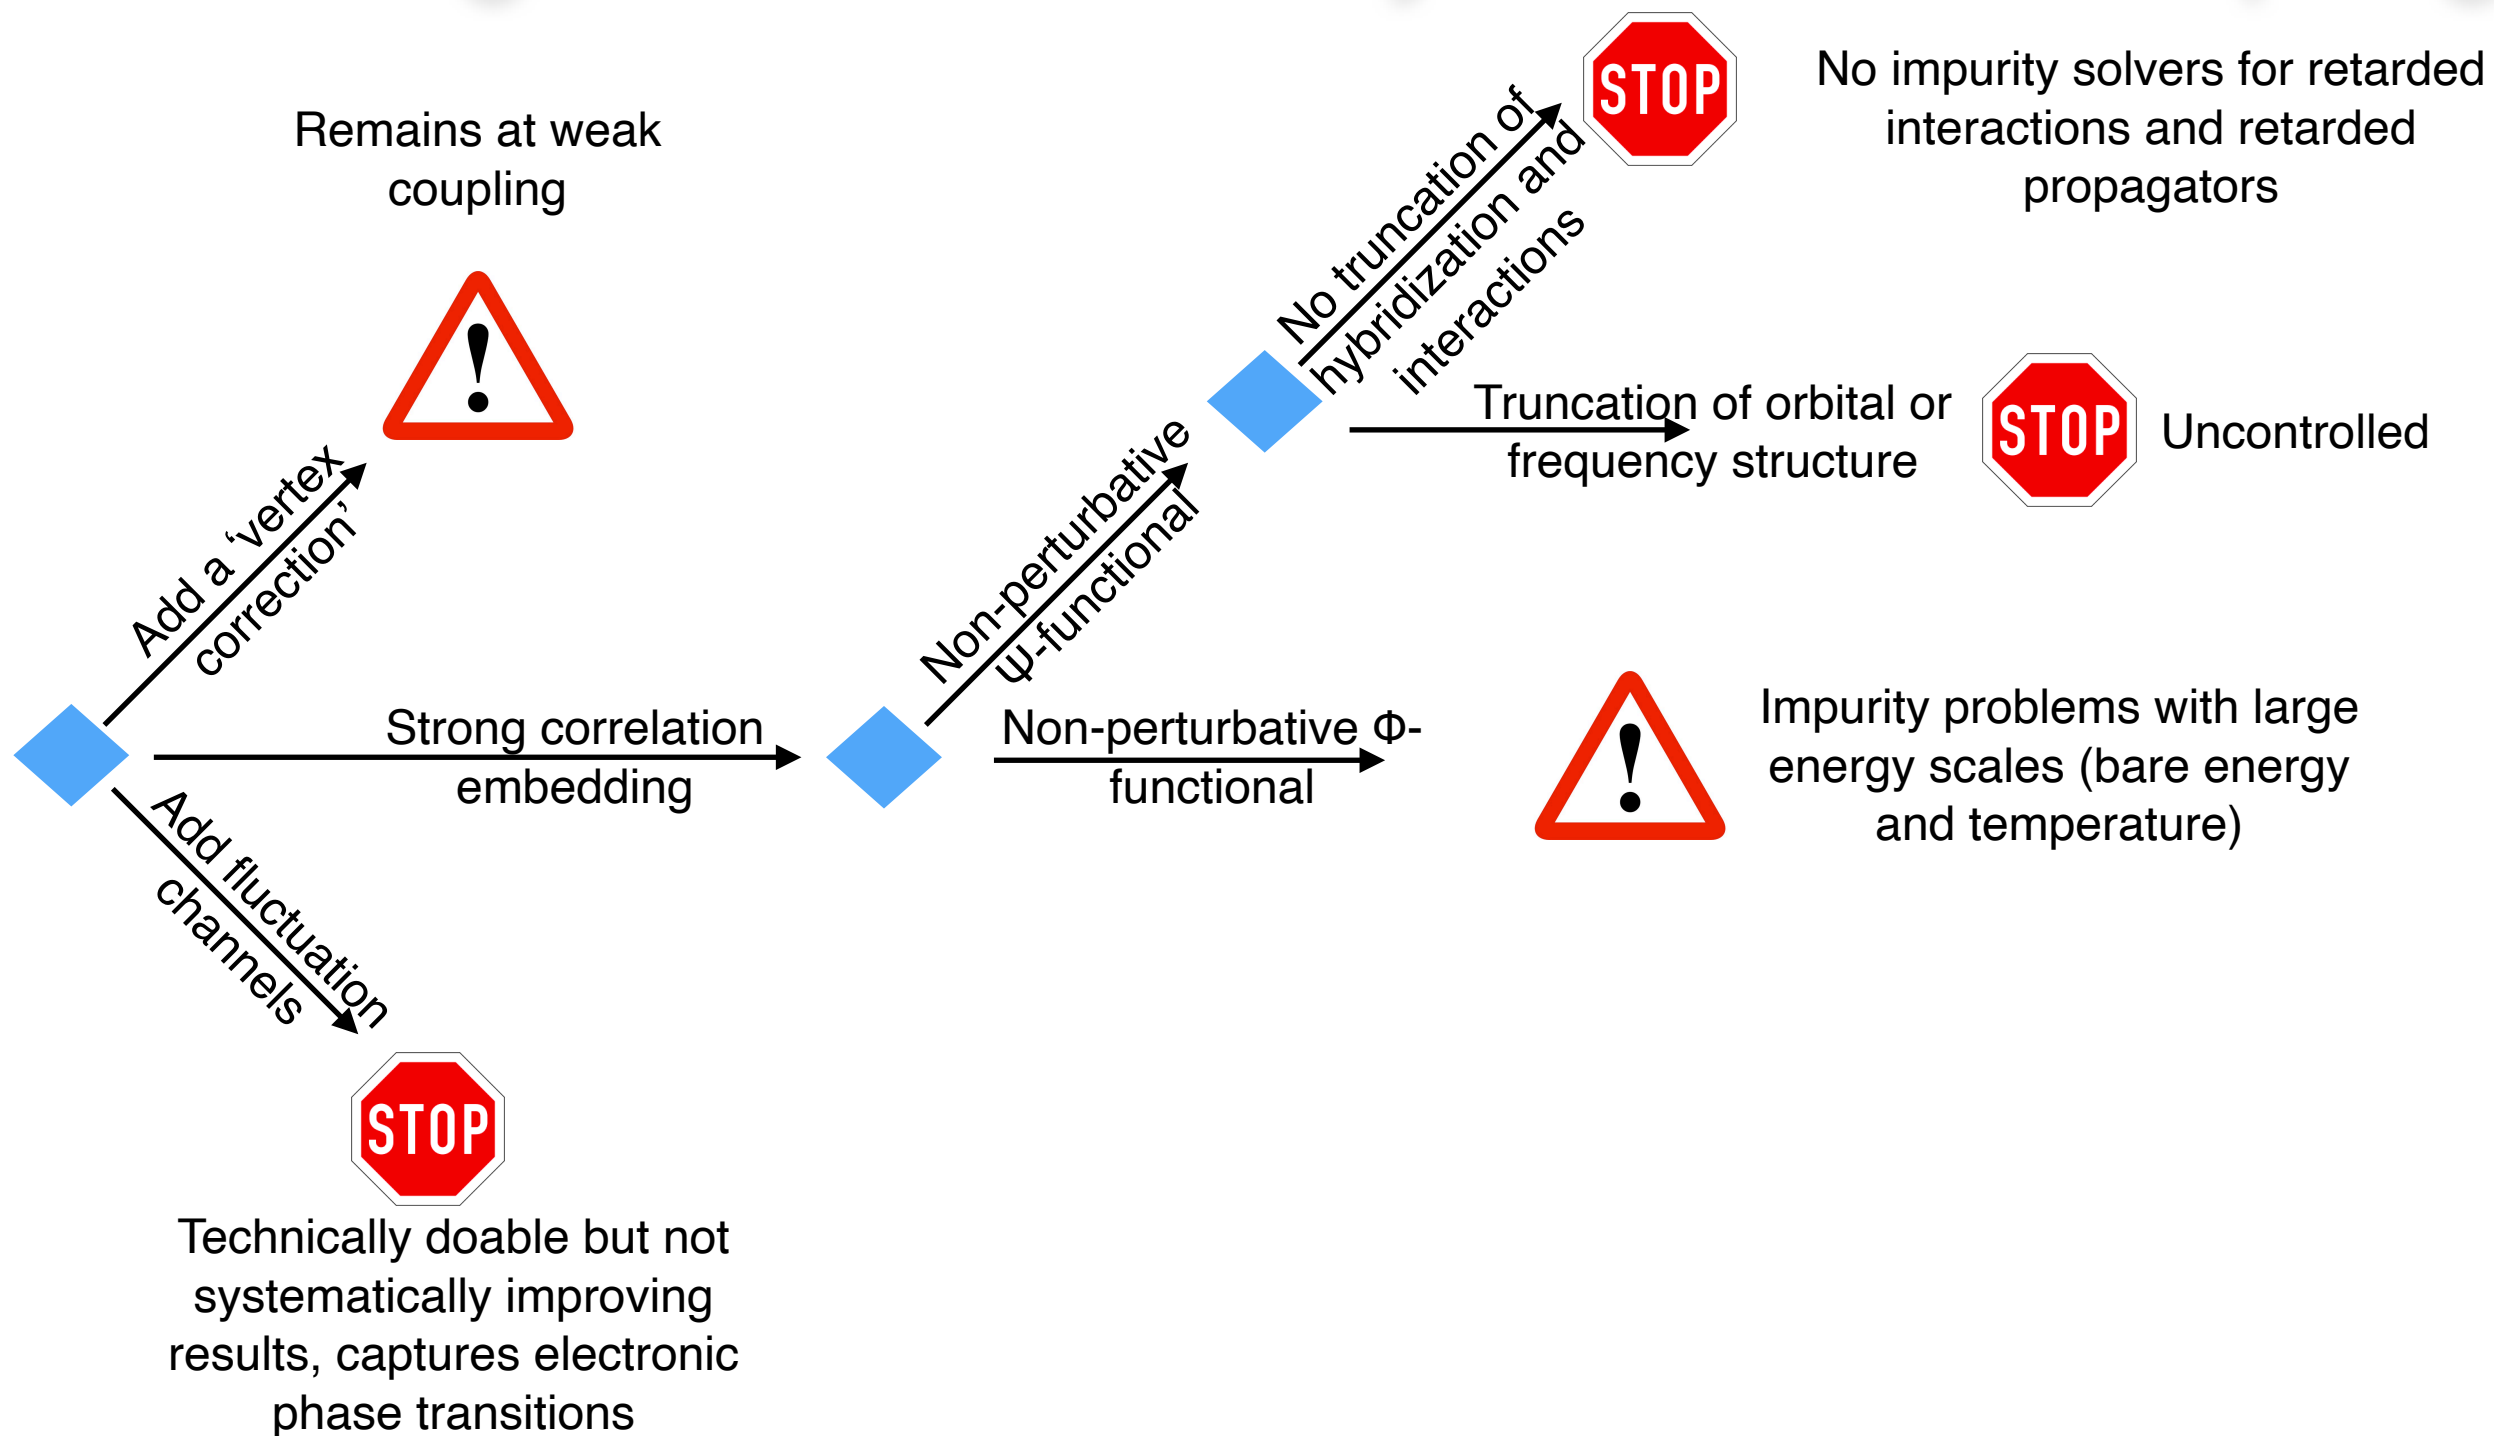 Remains at weak
coupling
Add a ‘vertex
correction’
Strong correlation
embedding
Add fluctuation
channels
STOP
Technically doable but not
systematically improving
results, captures electronic
phase transitions
Non-perturbative
Ψ-functional
Non-perturbative Φ-
functional
Impurity problems with large
energy scales (bare energy
and temperature)
No truncation of
hybridization and
interactions
STOP
No impurity solvers for retarded
interactions and retarded
propagators
Truncation of orbital or
frequency structure
STOP
Uncontrolled